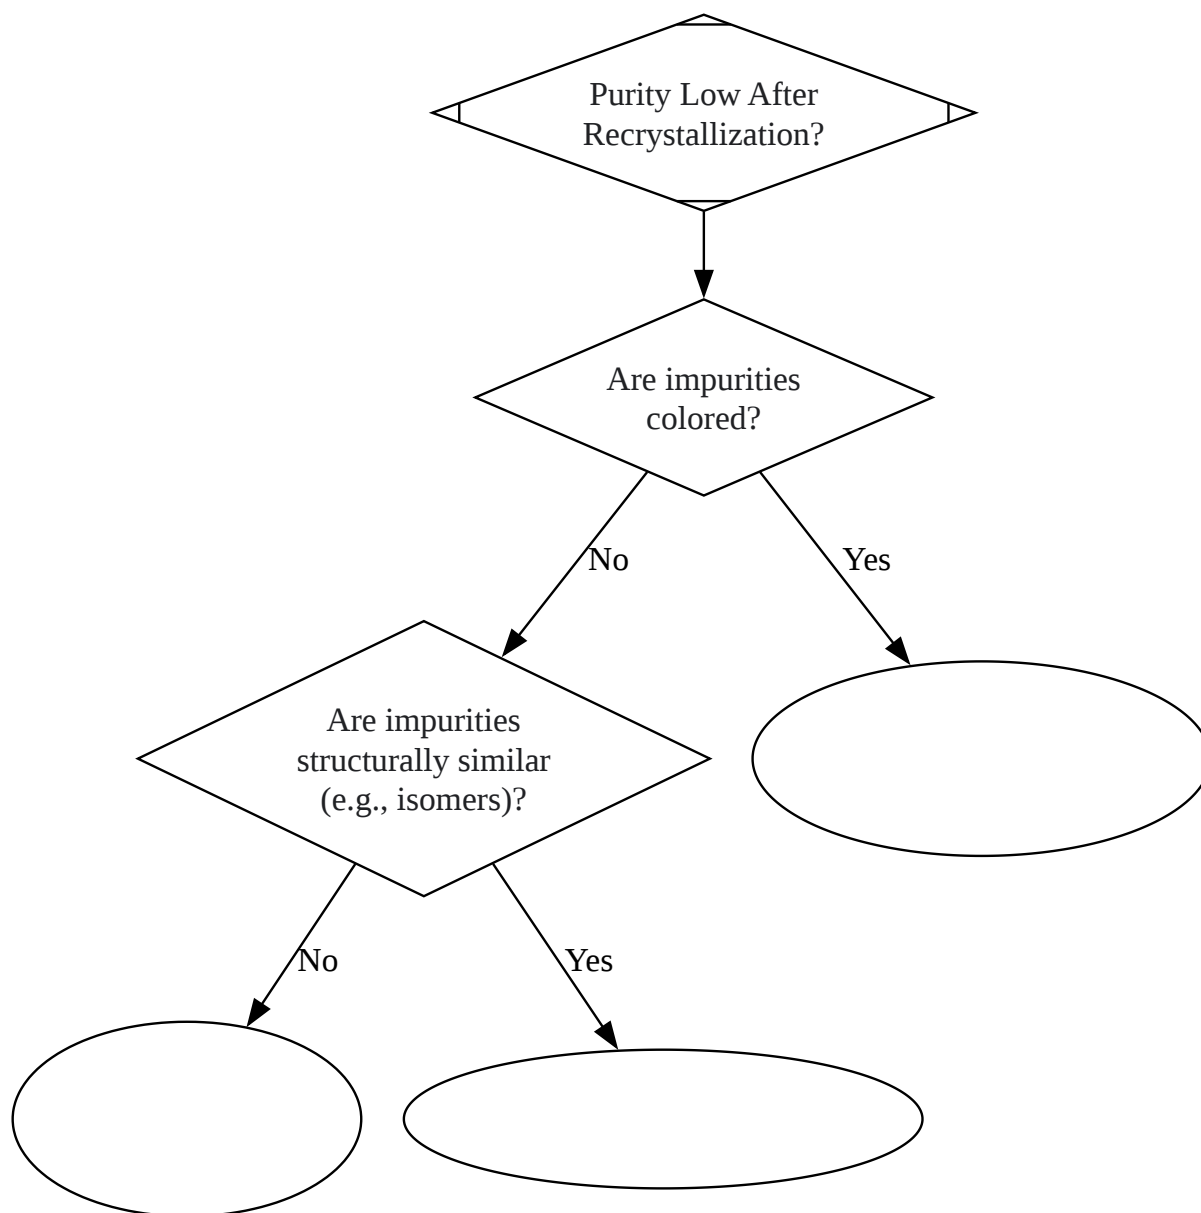 Purity Low After
Recrystallization?
Are impurities
colored?
No
Yes
Are impurities
structurally similar
(e.g., isomers)?
No
Yes